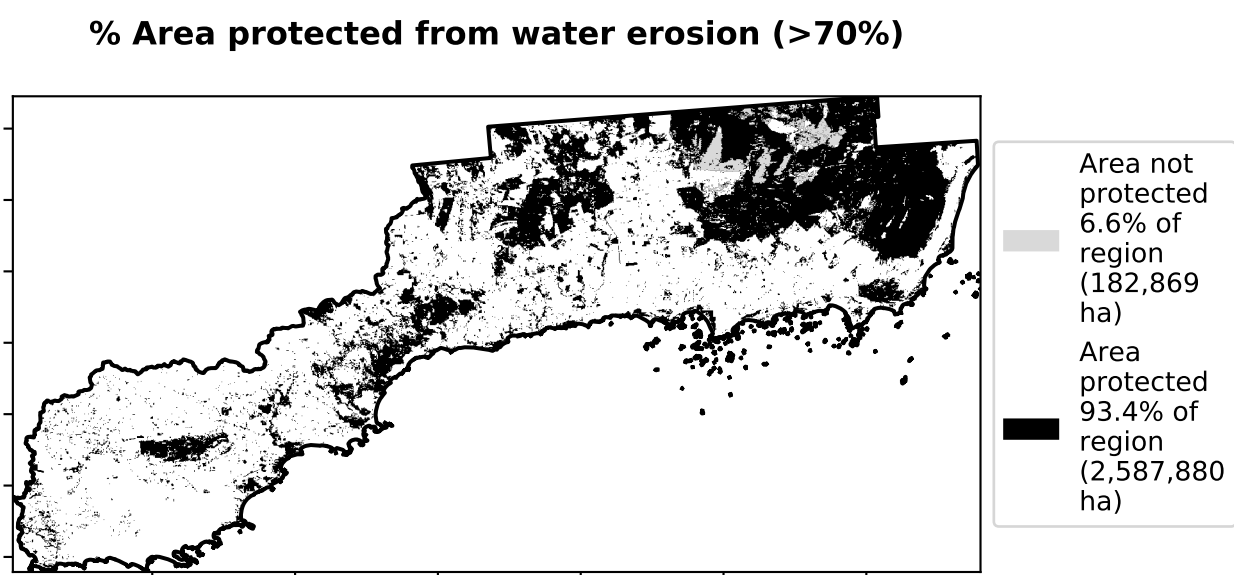 % Area protected from water erosion (>70%)
Area not
protected
6.6% of
region
(182,869
ha)
Area
protected
93.4% of
region
(2,587,880
ha)